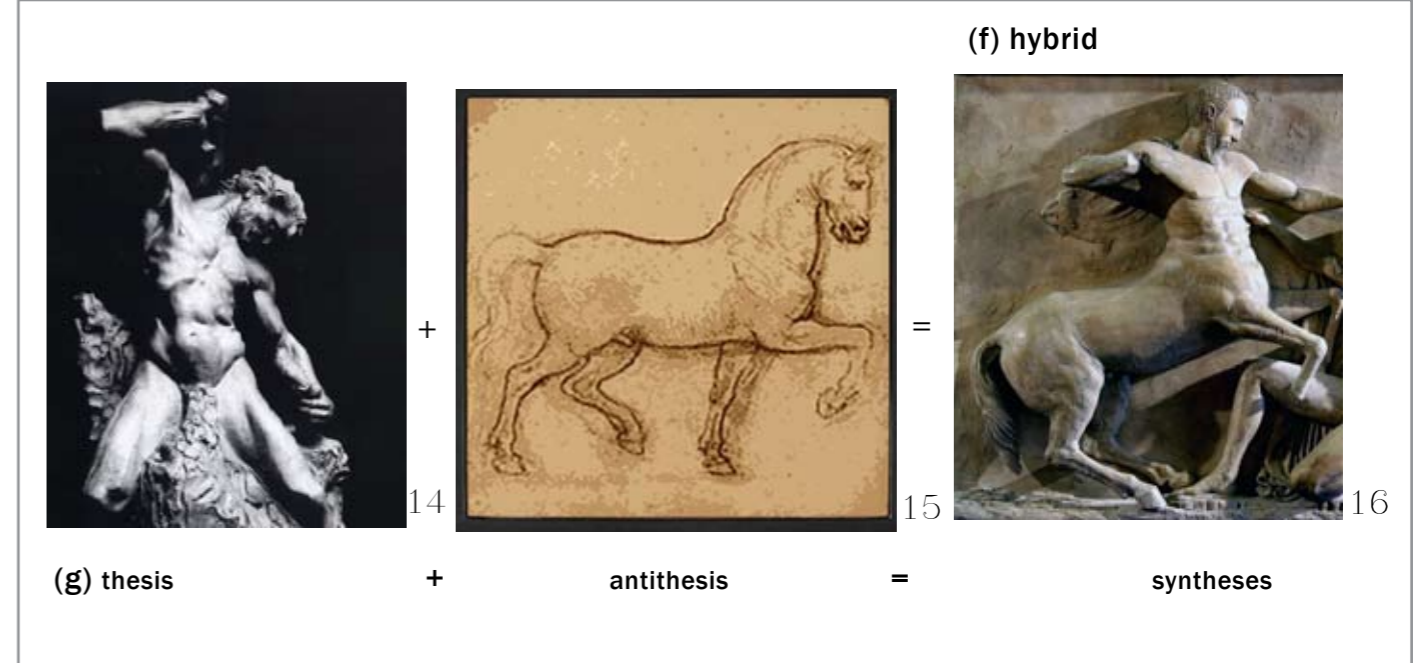 (f) hybrid
+ =
14 15 16
(g) thesis + antithesis = syntheses